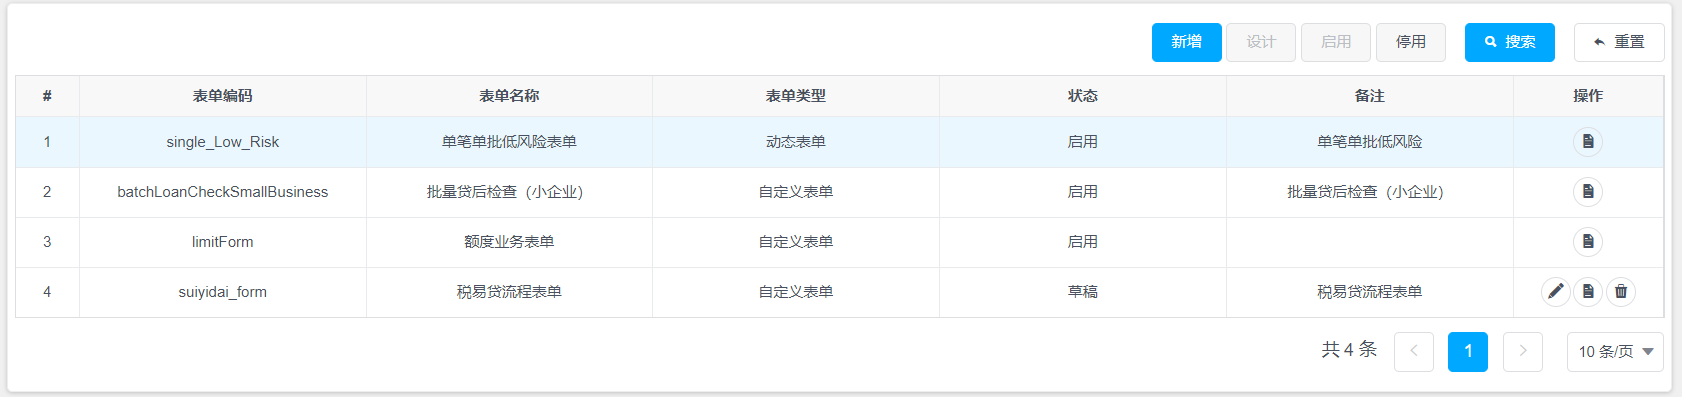 新增 设计 启用 停用 搜索 重置
# 表单编码 表单名称 表单类型 状态 备注 操作
1 single_Low_Risk 单笔单批低风险表单 动态表单 启用 单笔单批低风险
2 batchLoanCheckSmallBusiness 批量贷后检查（小企业） 自定义表单 启用 批量贷后检查（小企业）
3 limitForm 额度业务表单 自定义表单 启用
4 suiyidai_form 税易贷流程表单 自定义表单 草稿 税易贷流程表单
共 4 条 1 10 条/页